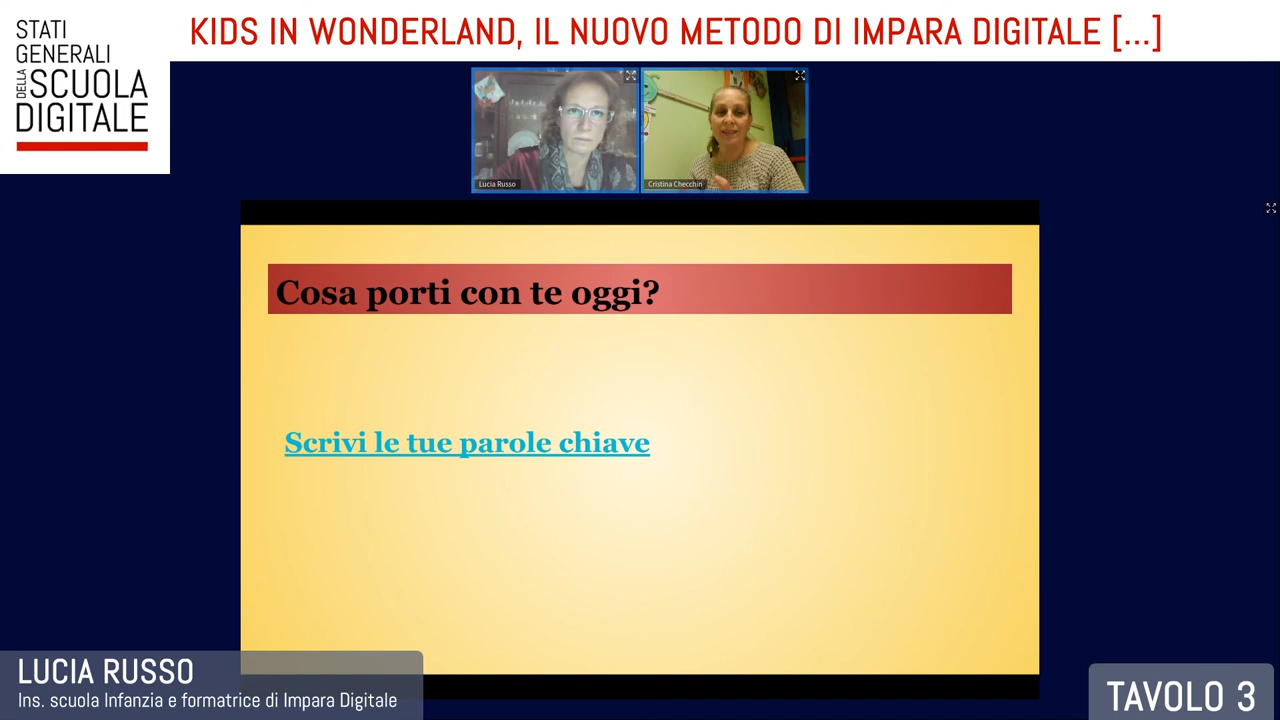 STATI
GENERALI
DELLA SCUOLA
DIGITALE
KIDS IN WONDERLAND, IL NUOVO METODO DI IMPARA DIGITALE [...]
Lucia Russo
Cristina Checchin
Cosa porti con te oggi?
Scrivi le tue parole chiave
LUCIA RUSSO
Ins. scuola Infanzia e formatrice di Impara Digitale
TAVOLO 3